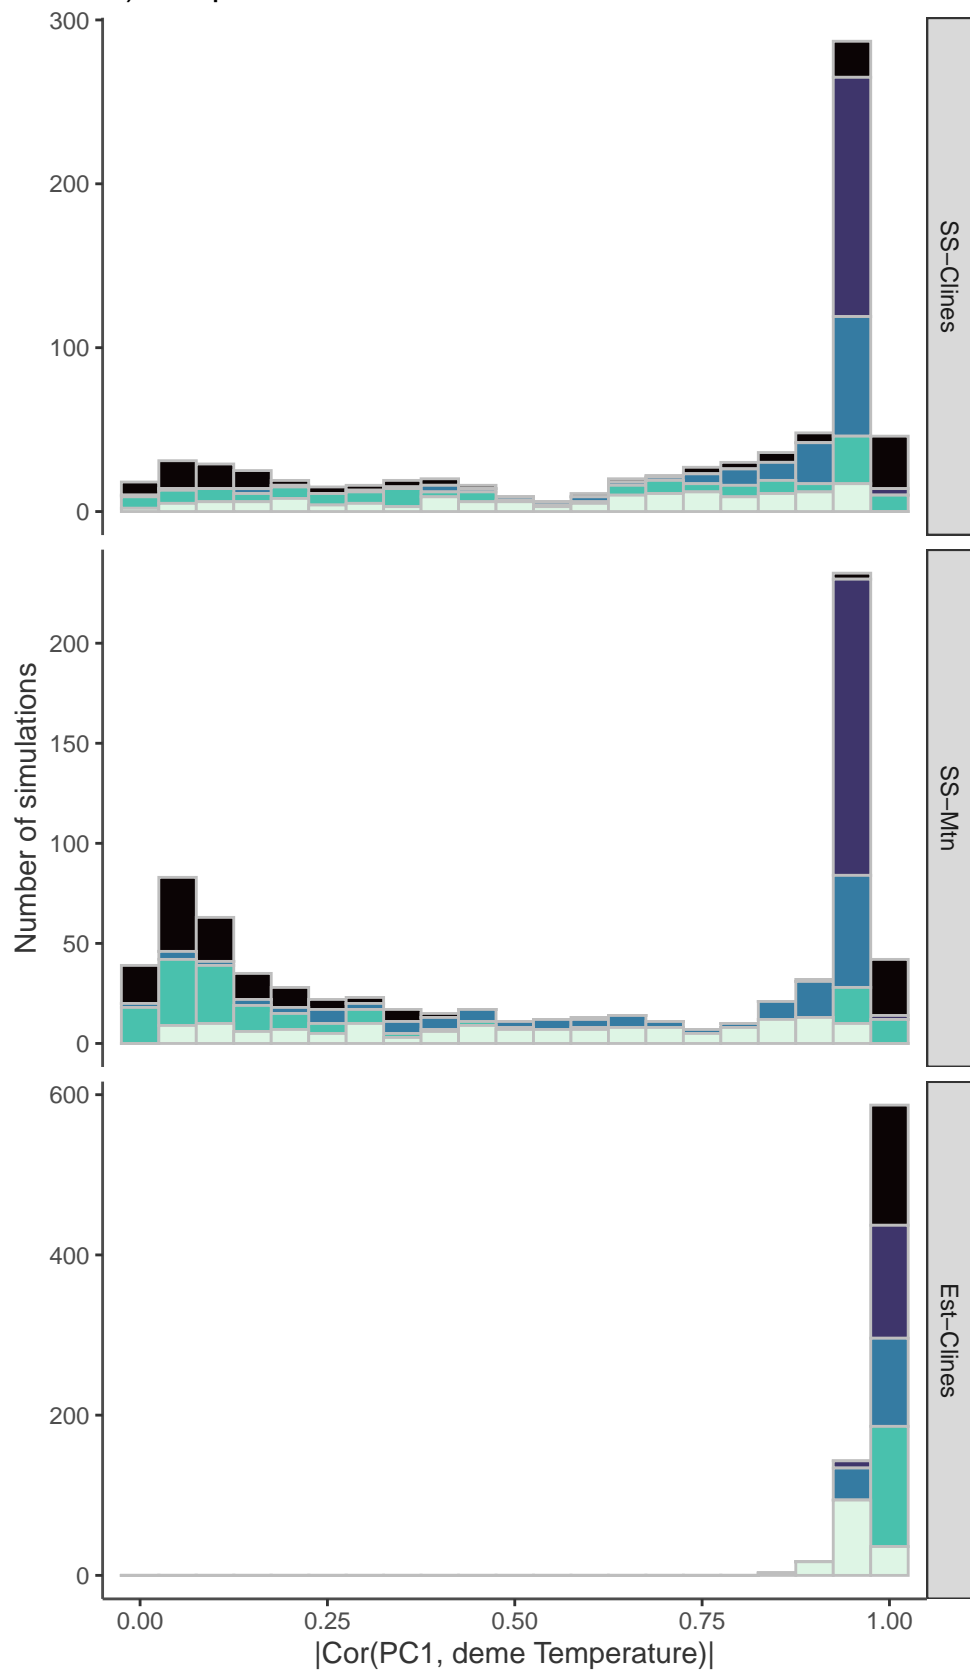 300
200
100
0
SS−Clines
200
150
100
50
0
SS−Mtn
Number of simulations
600
400
200
0
Est−Clines
0.00 0.25 0.50 0.75 1.00
|Cor(PC1, deme Temperature)|